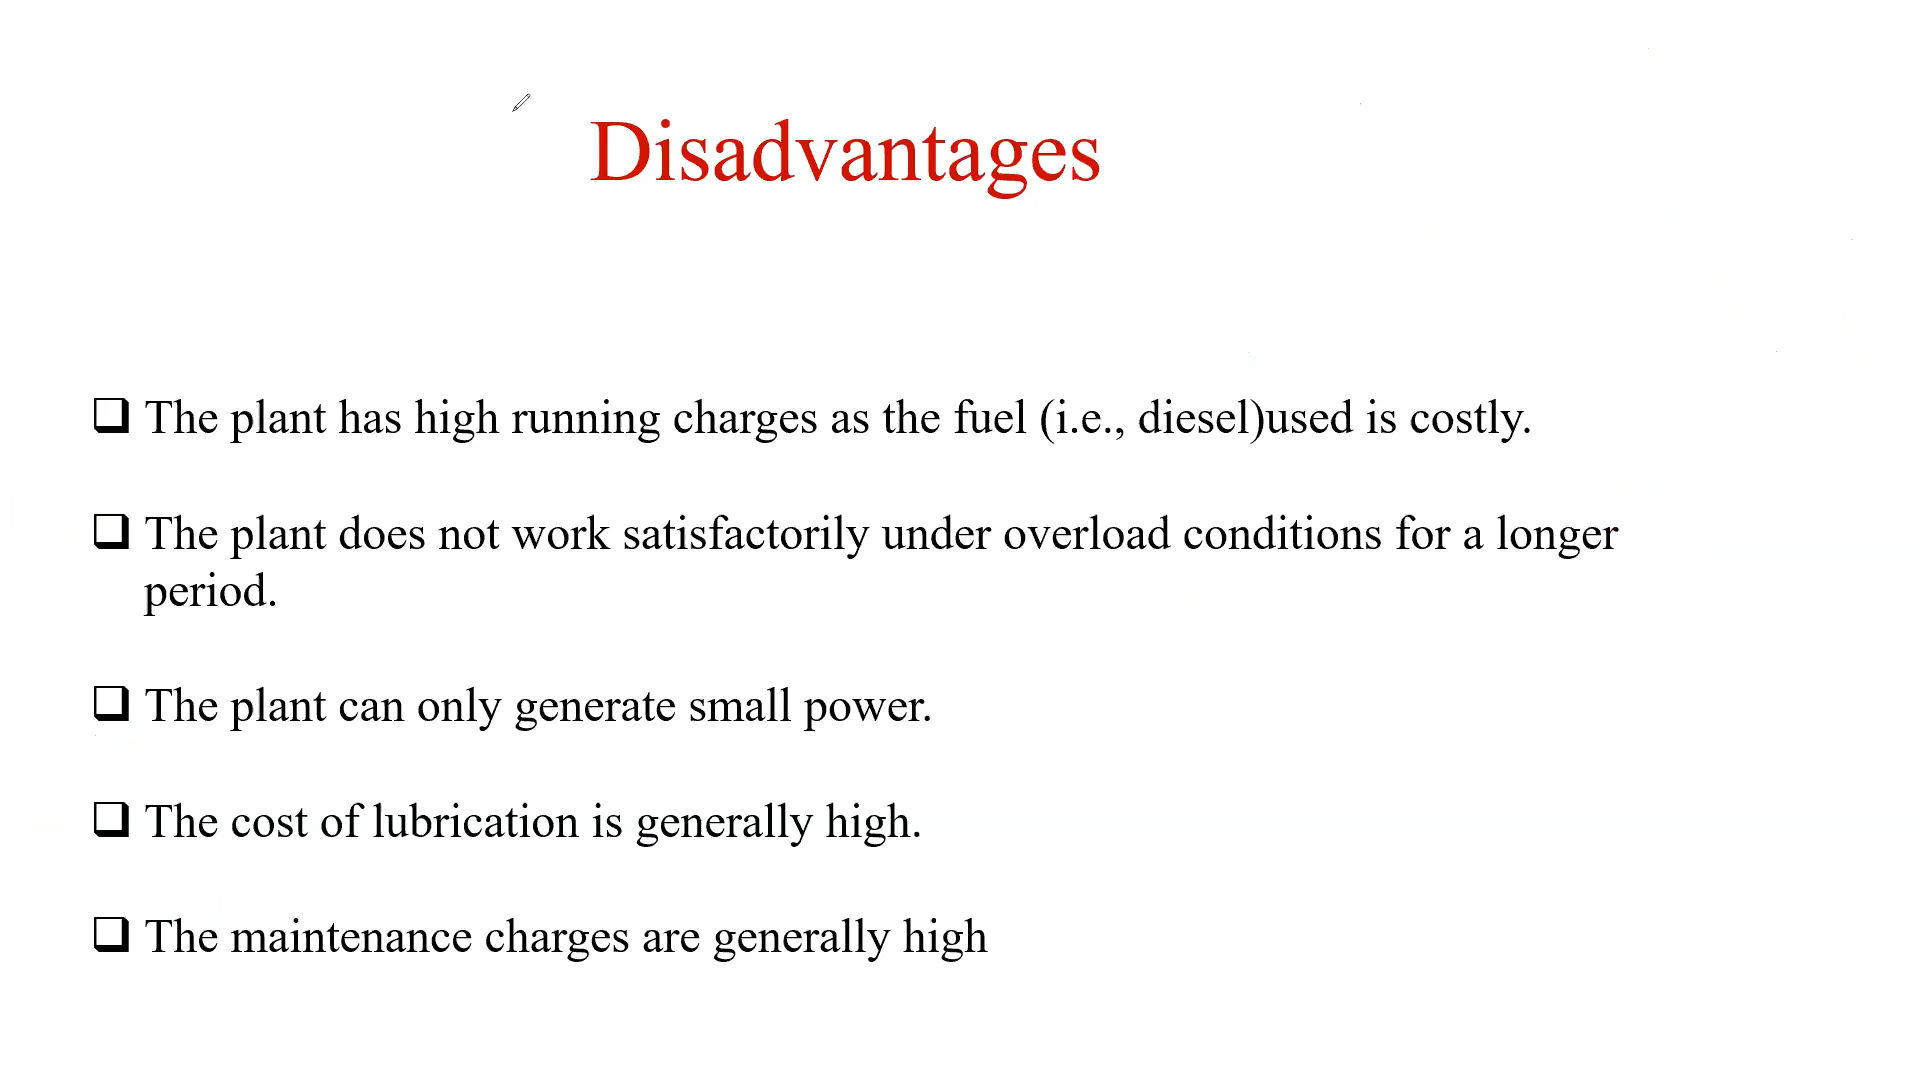 Disadvantages
❑ The plant has high running charges as the fuel (i.e., diesel)used is costly.
❑ The plant does not work satisfactorily under overload conditions for a longer
period.
❑ The plant can only generate small power.
❑ The cost of lubrication is generally high.
❑ The maintenance charges are generally high